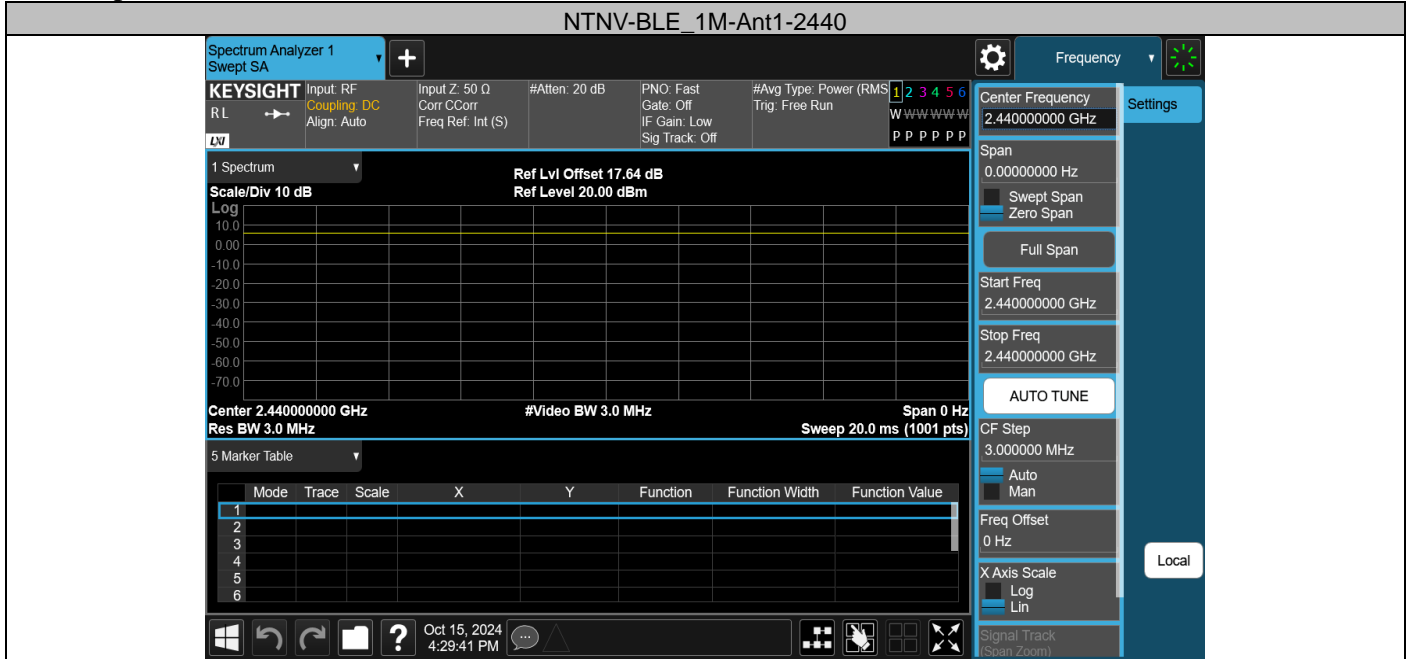 NTNV-BLE_1M-Ant1-2440
Spectrum Analyzer 1
Swept SA
Frequency
KEYSIGHT
RL
LXI
Input: RF
Coupling: DC
Align: Auto
Input Z: 50 Ω
Corr CCorr
Freq Ref: Int (S)
#Atten: 20 dB
PNO: Fast
Gate: Off
IF Gain: Low
Sig Track: Off
#Avg Type: Power (RMS
Trig: Free Run
1 2 3 4 5 6
W W W W W W
P P P P P P
1 Spectrum
Scale/Div 10 dB
Ref Lvl Offset 17.64 dB
Ref Level 20.00 dBm
Log
10.0
0.00
-10.0
-20.0
-30.0
-40.0
-50.0
-60.0
-70.0
Center 2.440000000 GHz
Res BW 3.0 MHz
#Video BW 3.0 MHz
Span 0 Hz
Sweep 20.0 ms (1001 pts)
5 Marker Table
Mode Trace Scale X Y Function Function Width Function Value
1
2
3
4
5
6
Oct 15, 2024
4:29:41 PM
Center Frequency
2.440000000 GHz
Span
0.00000000 Hz
Swept Span
Zero Span
Full Span
Start Freq
2.440000000 GHz
Stop Freq
2.440000000 GHz
AUTO TUNE
CF Step
3.000000 MHz
Auto
Man
Freq Offset
0 Hz
X Axis Scale
Log
Lin
Signal Track
(Span Zoom)
Settings
Local